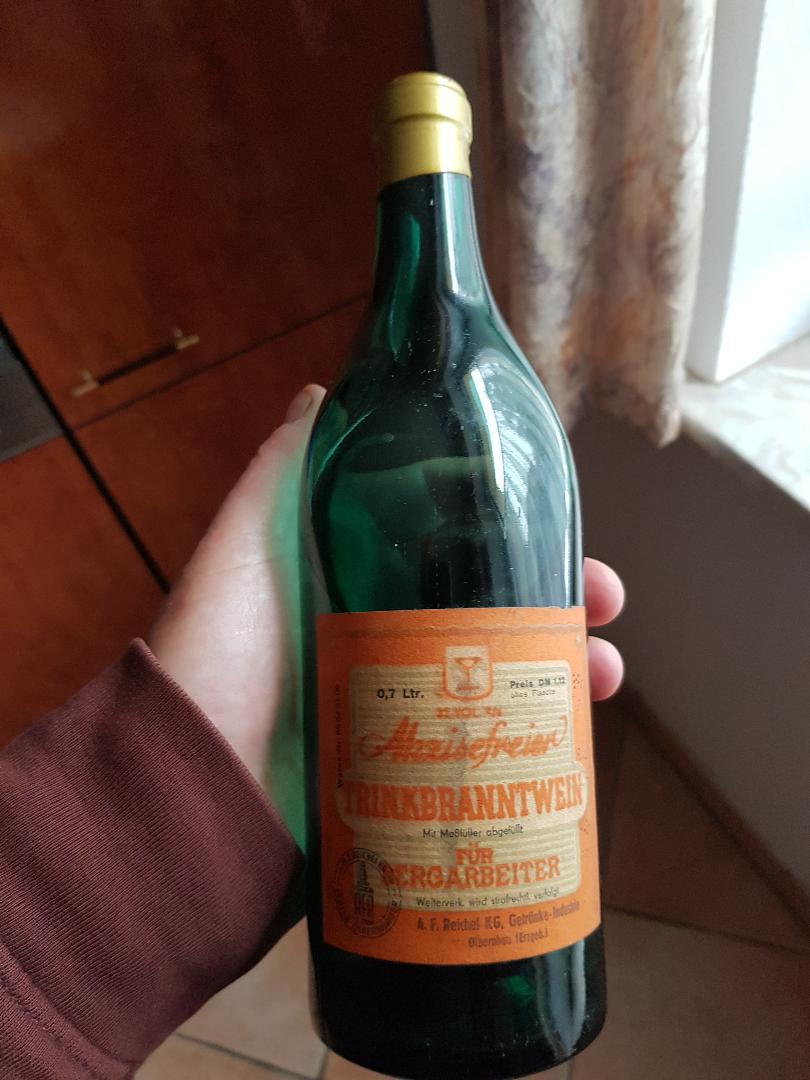 0,7 Ltr.
Preis DM 1,12
ohne Flasche
Akzisefreier
TRINKBRANNTWEIN
Mit Maßfüller abgefüllt
FÜR
BERGARBEITER
Weiterverk. wird strafrechtl. verfolgt
A. F. Reichel KG, Getränke-Industrie
Olbernhau (Erzgeb.)